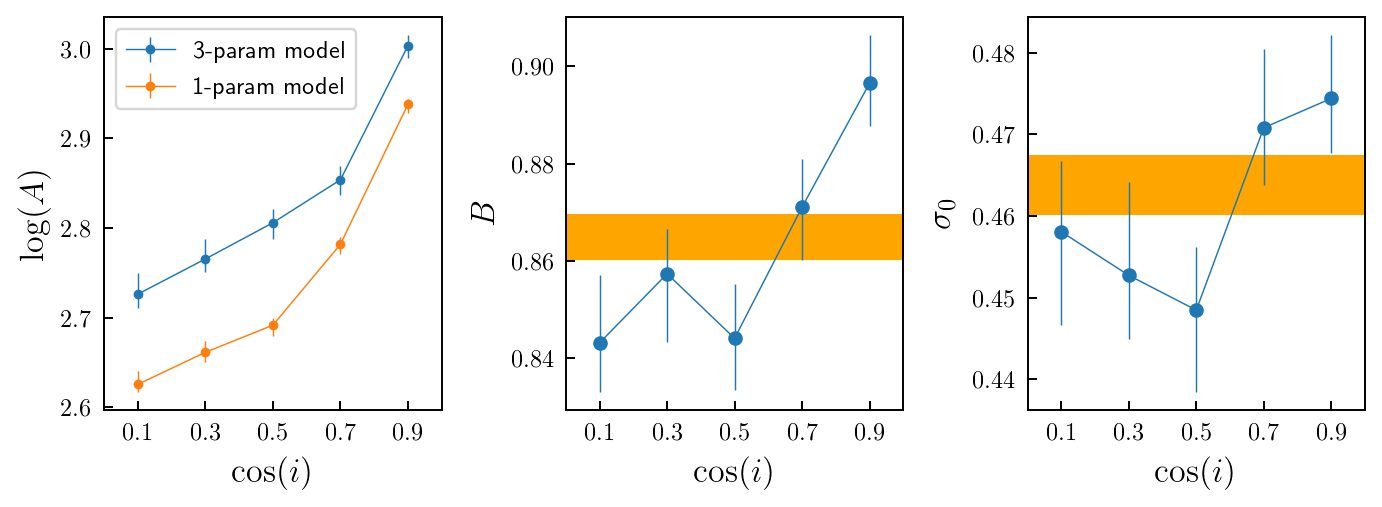 3-param model
1-param model
log(A)
3.0
2.9
2.8
2.7
2.6
0.1 0.3 0.5 0.7 0.9
cos(i)
B
0.90
0.88
0.86
0.84
0.1 0.3 0.5 0.7 0.9
cos(i)
σ₀
0.48
0.47
0.46
0.45
0.44
0.1 0.3 0.5 0.7 0.9
cos(i)